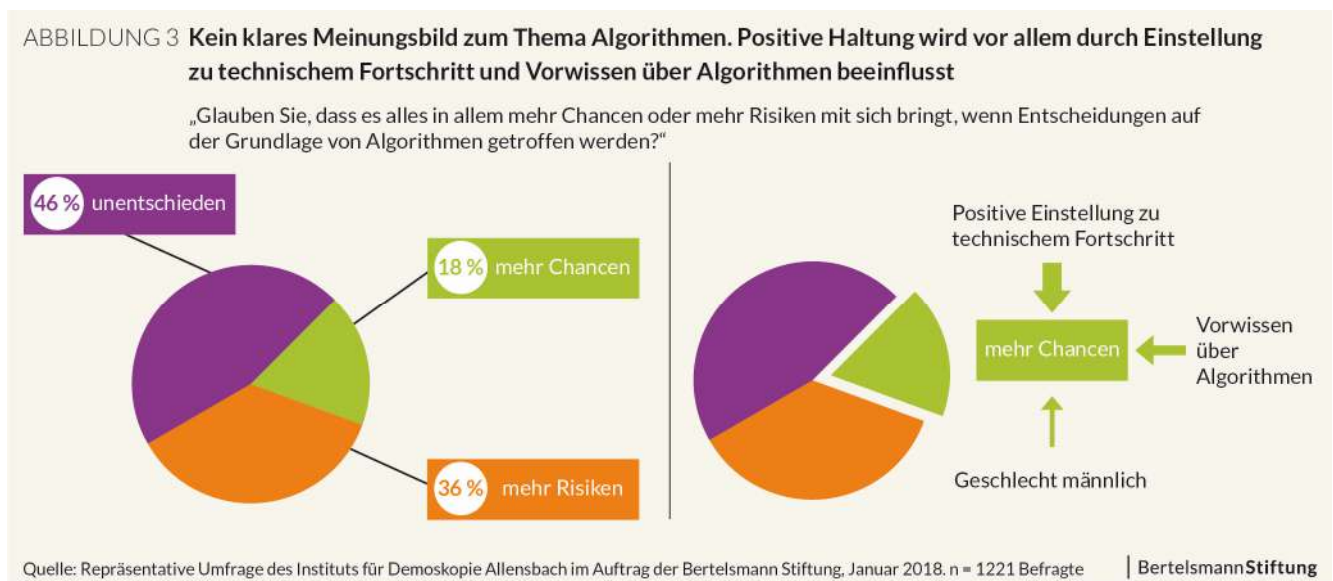 ABBILDUNG 3 Kein klares Meinungsbild zum Thema Algorithmen. Positive Haltung wird vor allem durch Einstellung
zu technischem Fortschritt und Vorwissen über Algorithmen beeinflusst
„Glauben Sie, dass es alles in allem mehr Chancen oder mehr Risiken mit sich bringt, wenn Entscheidungen auf
der Grundlage von Algorithmen getroffen werden?“
46 % unentschieden
18 % mehr Chancen
36 % mehr Risiken
Positive Einstellung zu
technischem Fortschritt
mehr Chancen
Vorwissen
über
Algorithmen
Geschlecht männlich
Quelle: Repräsentative Umfrage des Instituts für Demoskopie Allensbach im Auftrag der Bertelsmann Stiftung, Januar 2018. n = 1221 Befragte
BertelsmannStiftung